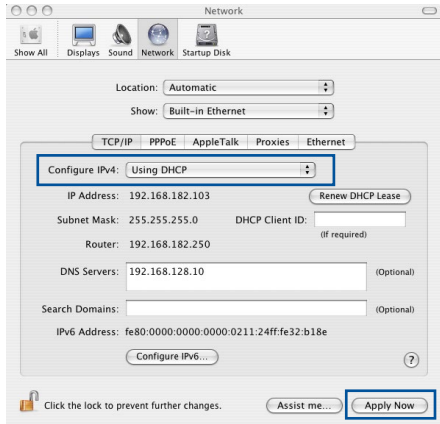 Network
Show All Displays Sound Network Startup Disk
Location: Automatic
Show: Built-in Ethernet
TCP/IP PPPoE AppleTalk Proxies Ethernet
Configure IPv4: Using DHCP
IP Address: 192.168.182.103 Renew DHCP Lease
Subnet Mask: 255.255.255.0 DHCP Client ID:
(If required)
Router: 192.168.182.250
DNS Servers: 192.168.128.10 (Optional)
Search Domains: (Optional)
IPv6 Address: fe80:0000:0000:0000:0211:24ff:fe32:b18e
Configure IPv6... ?
Click the lock to prevent further changes. Assist me... Apply Now